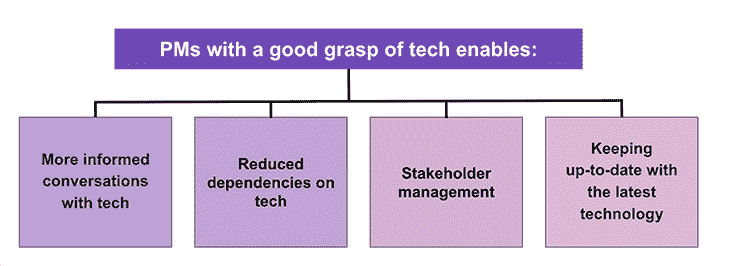 PMs with a good grasp of tech enables:
More informed
conversations
with tech
Reduced
dependencies on
tech
Stakeholder
management
Keeping
up-to-date with
the latest
technology